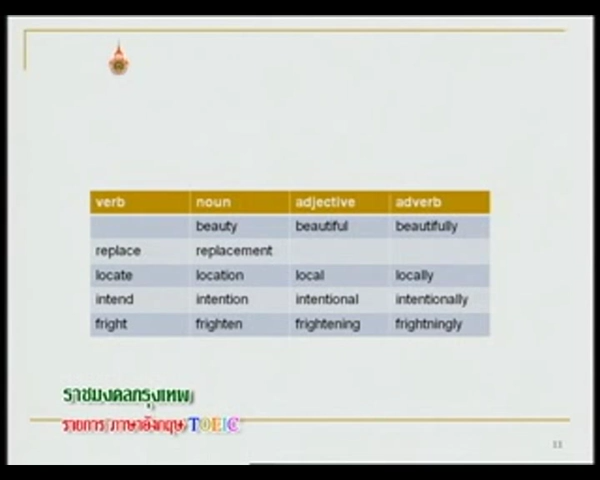 verb noun adjective adverb
beauty beautiful beautifully
replace replacement
locate location local locally
intend intention intentional intentionally
fright frighten frightening frightningly
ราชมงคลกรุงเทพ
รายการ ภาษาอังกฤษ TOEIC
11